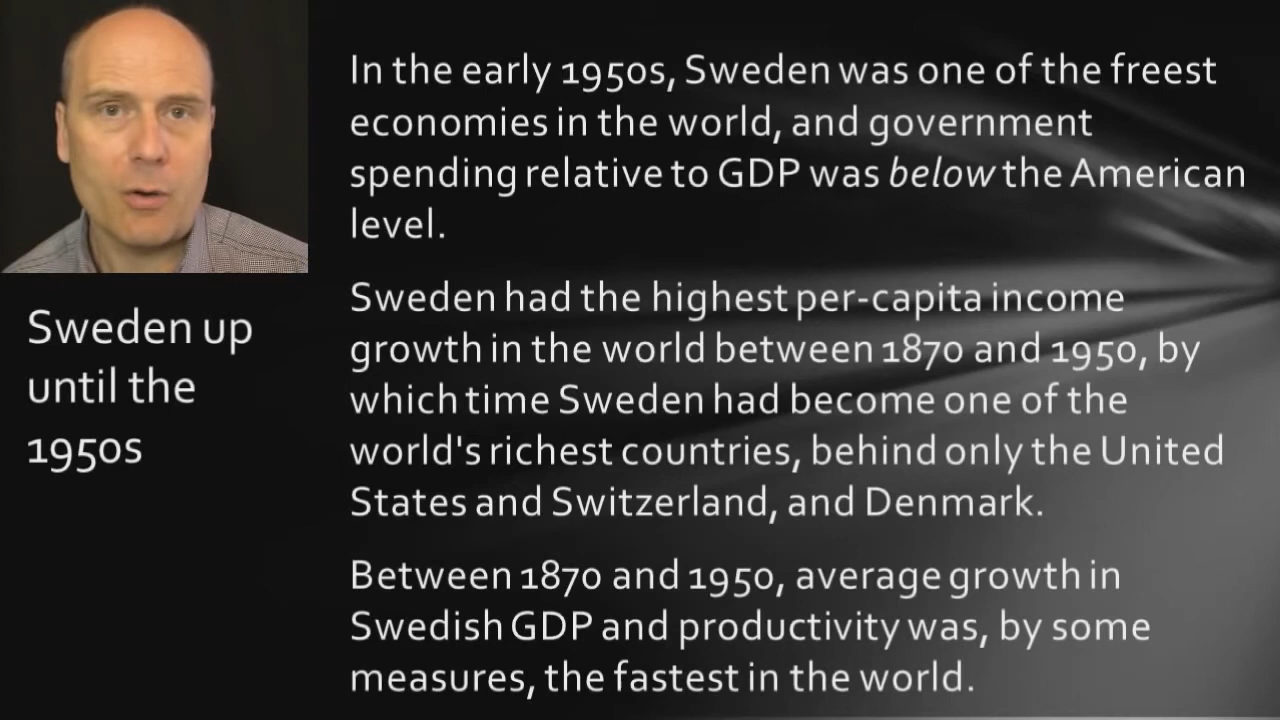 Sweden up
until the
1950s
In the early 1950s, Sweden was one of the freest
economies in the world, and government
spending relative to GDP was below the American
level.
Sweden had the highest per-capita income
growth in the world between 1870 and 1950, by
which time Sweden had become one of the
world's richest countries, behind only the United
States and Switzerland, and Denmark.
Between 1870 and 1950, average growth in
Swedish GDP and productivity was, by some
measures, the fastest in the world.